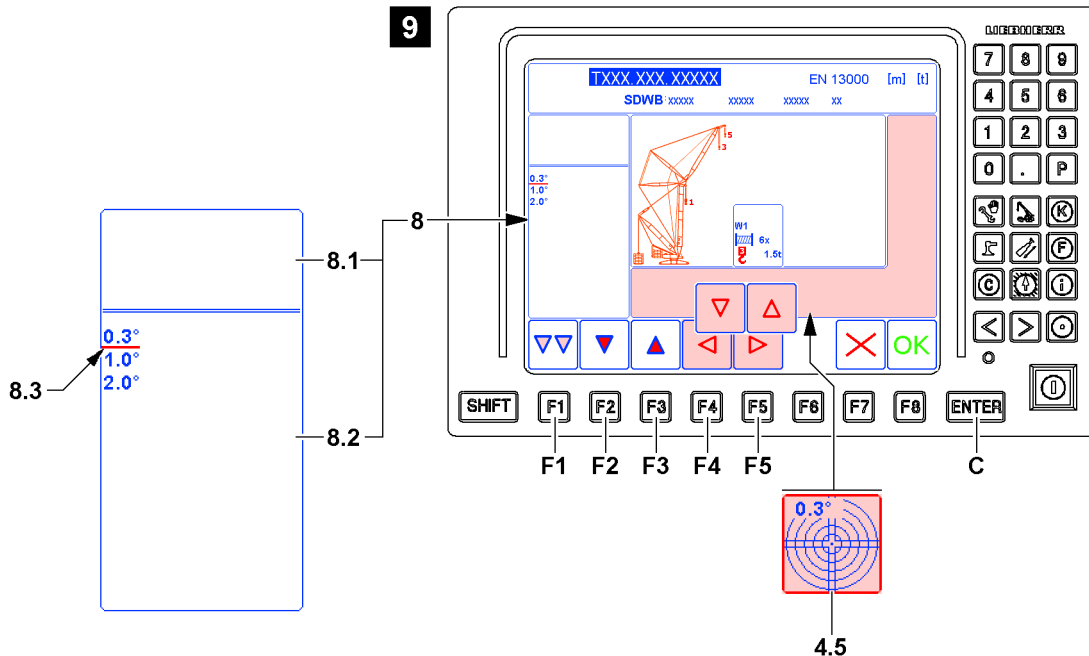 9
LIEBHERR
TXXX.XXX.XXXXX EN 13000 [m] [t]
SDWB xxxxx xxxxx xxxxx xx
0.3°
1.0°
2.0°
5
3
1
W1
6x
3
1.5t
OK
7 8 9
4 5 6
1 2 3
0 . P
K
F
C i
< >
SHIFT F1 F2 F3 F4 F5 F6 F7 F8 ENTER
F1 F2 F3 F4 F5 C
8
8.1
0.3°
1.0°
2.0°
8.3
8.2
0.3°
4.5